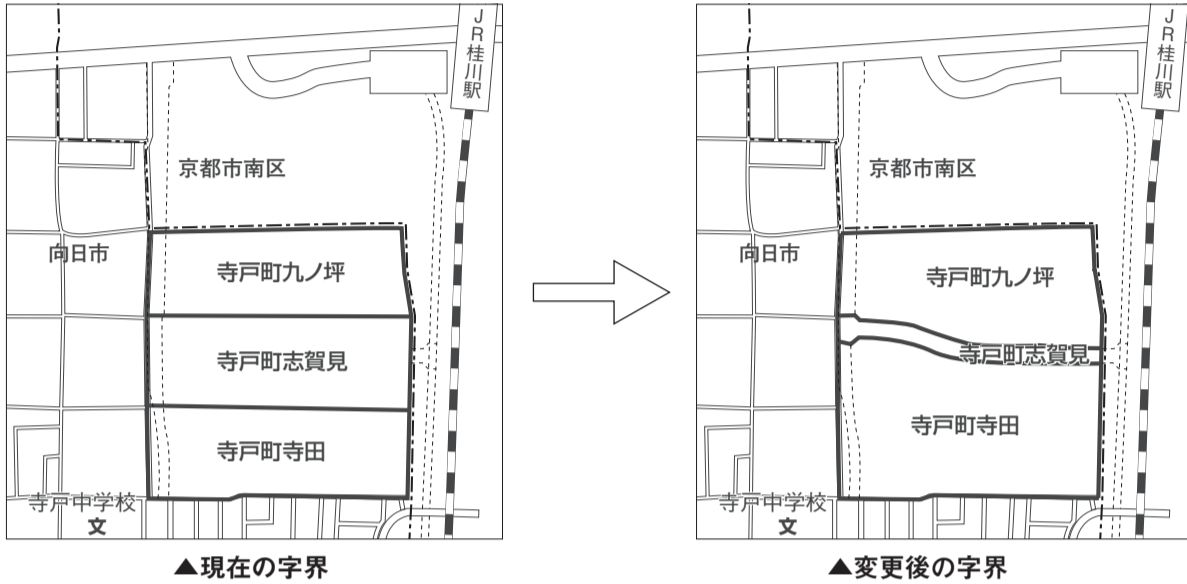 JR桂川駅
京都市南区
向日市
寺戸町九ノ坪
寺戸町志賀見
寺戸町寺田
寺戸中学校
文
▲現在の字界
JR桂川駅
京都市南区
向日市
寺戸町九ノ坪
寺戸町志賀見
寺戸町寺田
寺戸中学校
文
▲変更後の字界